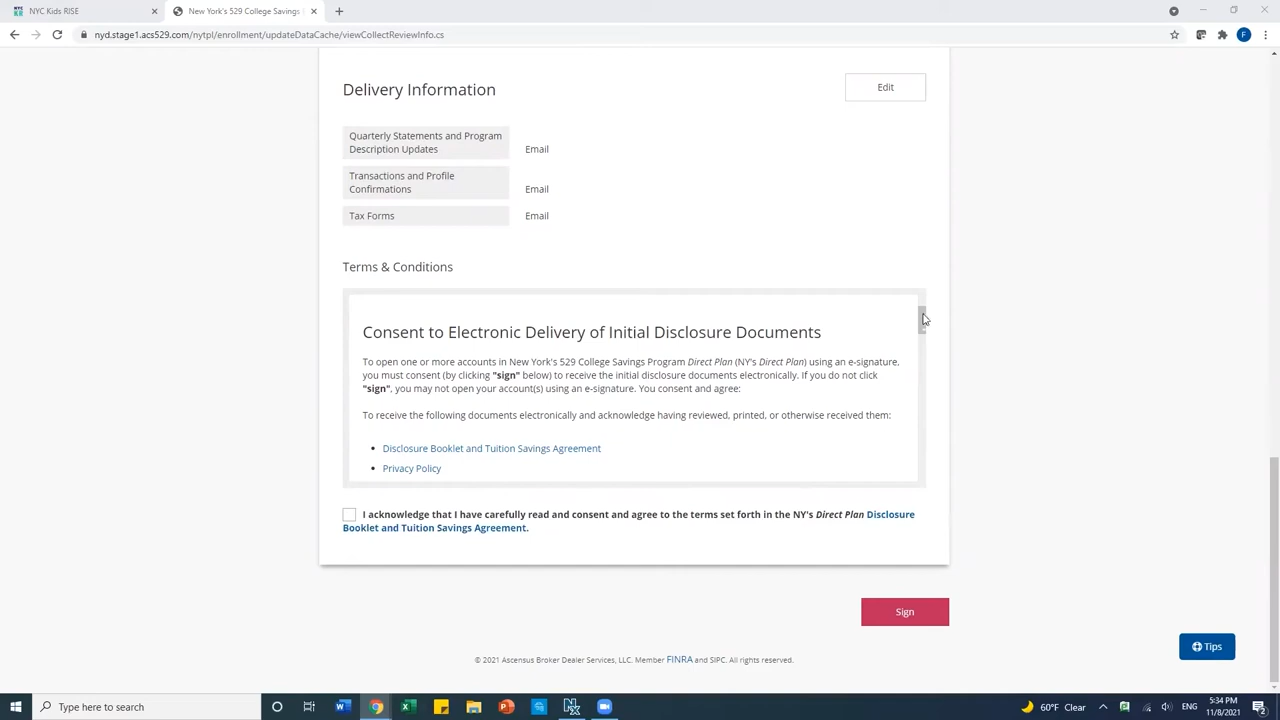 NYC Kids RISE
New York's 529 College Savings
nyd.stage1.acs529.com/nytpl/enrollment/updateDataCache/viewCollectReviewInfo.cs
F
Delivery Information
Edit
Quarterly Statements and Program
Description Updates
Email
Transactions and Profile
Confirmations
Email
Tax Forms
Email
Terms & Conditions
Consent to Electronic Delivery of Initial Disclosure Documents
To open one or more accounts in New York's 529 College Savings Program Direct Plan (NY's Direct Plan) using an e-signature,
you must consent (by clicking "sign" below) to receive the initial disclosure documents electronically. If you do not click
"sign", you may not open your account(s) using an e-signature. You consent and agree:
To receive the following documents electronically and acknowledge having reviewed, printed, or otherwise received them:
• Disclosure Booklet and Tuition Savings Agreement
• Privacy Policy
I acknowledge that I have carefully read and consent and agree to the terms set forth in the NY's Direct Plan Disclosure
Booklet and Tuition Savings Agreement.
Sign
© 2021 Ascensus Broker Dealer Services, LLC. Member FINRA and SIPC. All rights reserved.
Tips
Type here to search
60°F Clear
ENG
5:34 PM
11/8/2021
2